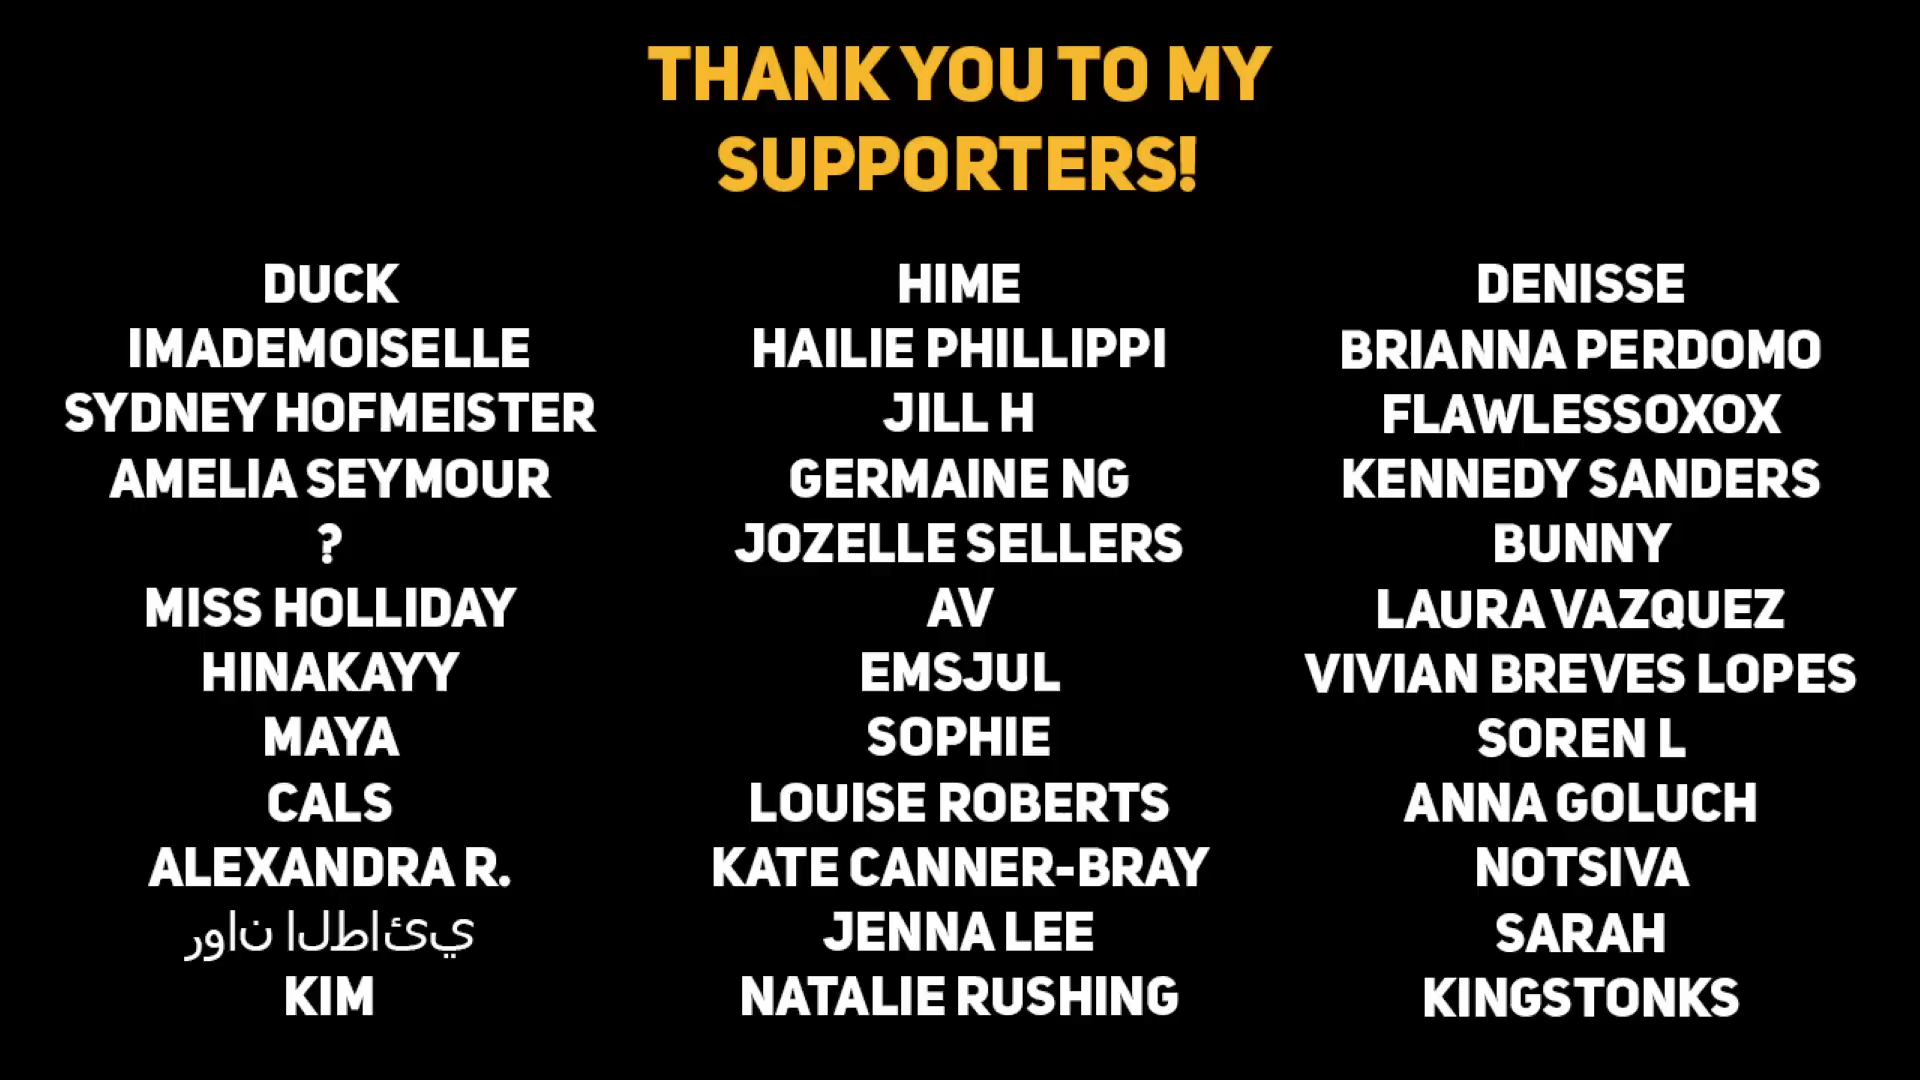 THANK YOU TO MY
SUPPORTERS!
DUCK
IMADEMOISELLE
SYDNEY HOFMEISTER
AMELIA SEYMOUR
?
MISS HOLLIDAY
HINAKAYY
MAYA
CALS
ALEXANDRA R.
روان الطائي
KIM
HIME
HAILIE PHILLIPPI
JILL H
GERMAINE NG
JOZELLE SELLERS
AV
EMSJUL
SOPHIE
LOUISE ROBERTS
KATE CANNER-BRAY
JENNA LEE
NATALIE RUSHING
DENISSE
BRIANNA PERDOMO
FLAWLESSOXOX
KENNEDY SANDERS
BUNNY
LAURA VAZQUEZ
VIVIAN BREVES LOPES
SOREN L
ANNA GOLUCH
NOTSIVA
SARAH
KINGSTONKS